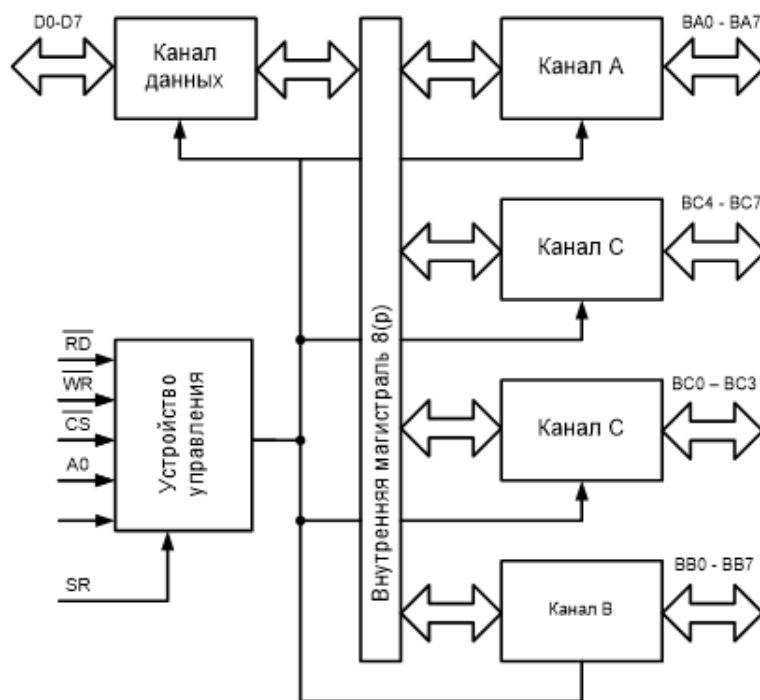 D0-D7
Канал
данных
Канал А
BA0 - BA7
BC4 - BC7
Канал С
Внутренняя магистраль 8(р)
RD
WR
CS
A0
SR
Устройство
управления
BC0 – BC3
Канал С
BB0 - BB7
Канал В